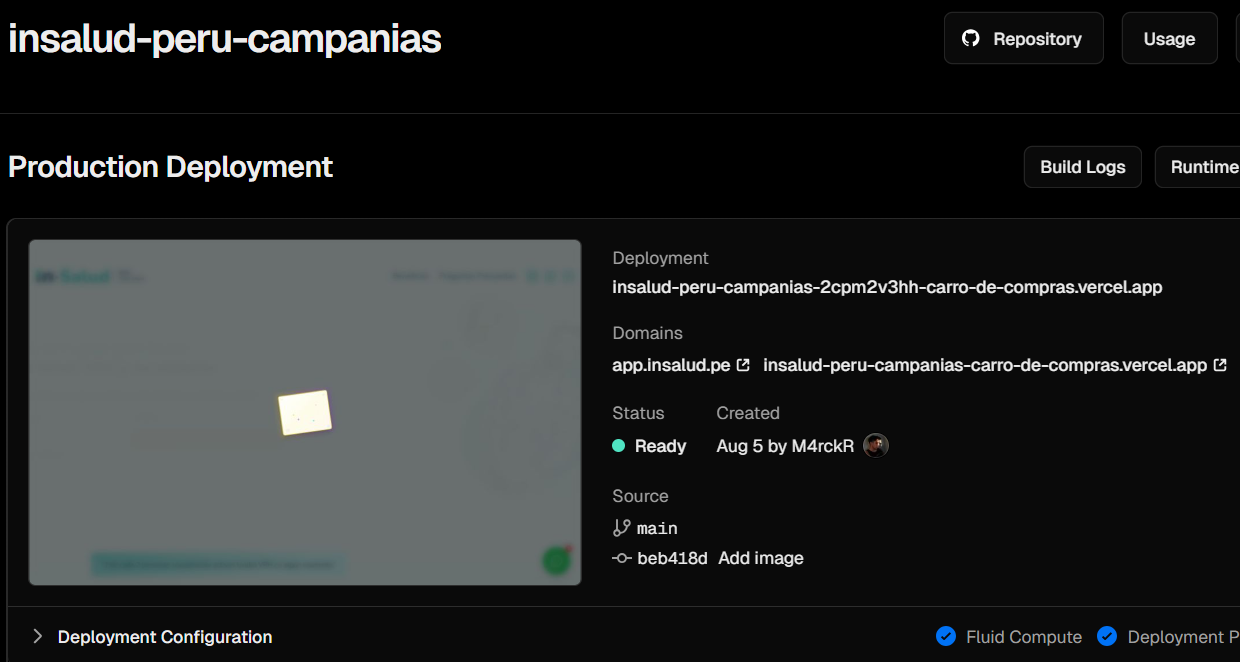 insalud-peru-campanias
Repository
Usage
Production Deployment
Build Logs
Runtime
Deployment
insalud-peru-campanias-2cpm2v3hh-carro-de-compras.vercel.app
Domains
app.insalud.pe insalud-peru-campanias-carro-de-compras.vercel.app
Status Created
Ready Aug 5 by M4rckR
Source
main
beb418d Add image
Deployment Configuration
Fluid Compute
Deployment P